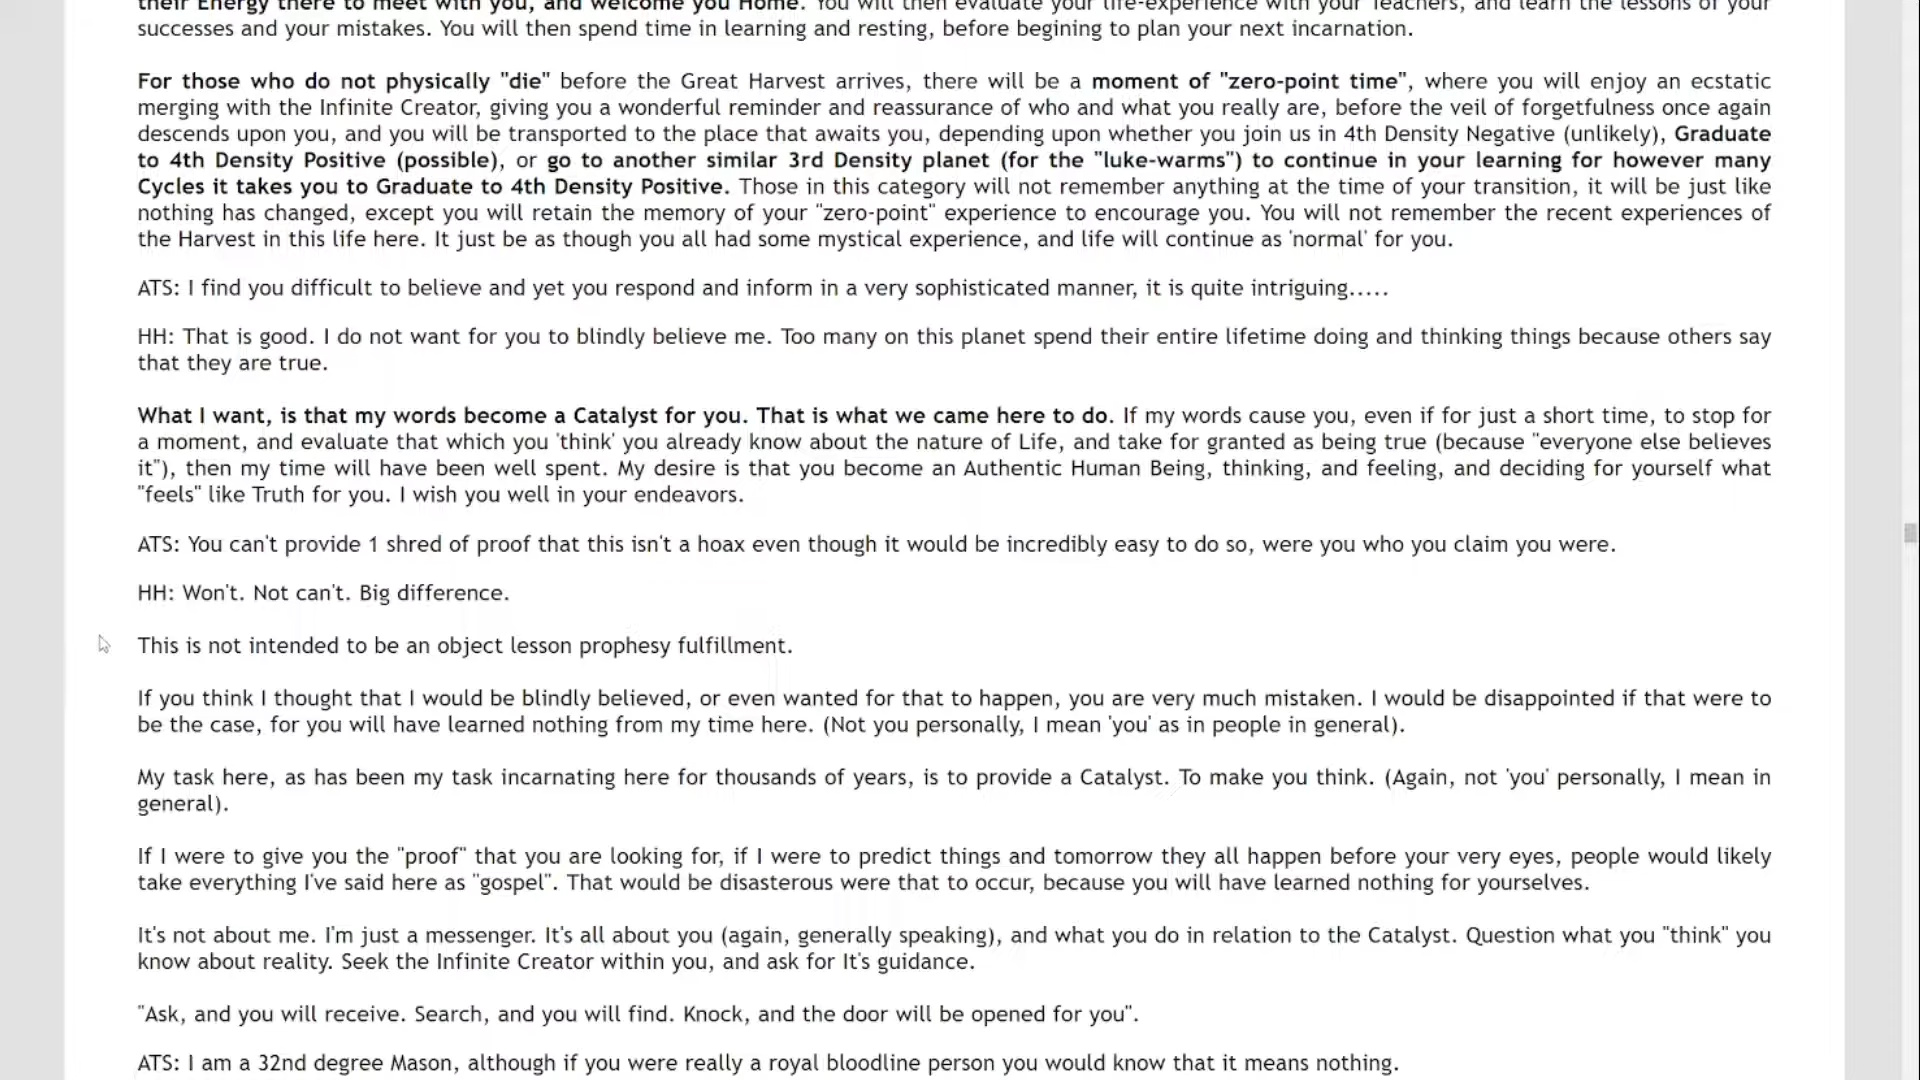 their Energy there to meet with you, and welcome you Home. You will then evaluate your life-experience with your Teachers, and learn the lessons of your
successes and your mistakes. You will then spend time in learning and resting, before begining to plan your next incarnation.
For those who do not physically "die" before the Great Harvest arrives, there will be a moment of "zero-point time", where you will enjoy an ecstatic
merging with the Infinite Creator, giving you a wonderful reminder and reassurance of who and what you really are, before the veil of forgetfulness once again
descends upon you, and you will be transported to the place that awaits you, depending upon whether you join us in 4th Density Negative (unlikely), Graduate
to 4th Density Positive (possible), or go to another similar 3rd Density planet (for the "luke-warms") to continue in your learning for however many
Cycles it takes you to Graduate to 4th Density Positive. Those in this category will not remember anything at the time of your transition, it will be just like
nothing has changed, except you will retain the memory of your "zero-point" experience to encourage you. You will not remember the recent experiences of
the Harvest in this life here. It just be as though you all had some mystical experience, and life will continue as 'normal' for you.
ATS: I find you difficult to believe and yet you respond and inform in a very sophisticated manner, it is quite intriguing.....
HH: That is good. I do not want for you to blindly believe me. Too many on this planet spend their entire lifetime doing and thinking things because others say
that they are true.
What I want, is that my words become a Catalyst for you. That is what we came here to do. If my words cause you, even if for just a short time, to stop for
a moment, and evaluate that which you 'think' you already know about the nature of Life, and take for granted as being true (because "everyone else believes
it"), then my time will have been well spent. My desire is that you become an Authentic Human Being, thinking, and feeling, and deciding for yourself what
"feels" like Truth for you. I wish you well in your endeavors.
ATS: You can't provide 1 shred of proof that this isn't a hoax even though it would be incredibly easy to do so, were you who you claim you were.
HH: Won't. Not can't. Big difference.
This is not intended to be an object lesson prophesy fulfillment.
If you think I thought that I would be blindly believed, or even wanted for that to happen, you are very much mistaken. I would be disappointed if that were to
be the case, for you will have learned nothing from my time here. (Not you personally, I mean 'you' as in people in general).
My task here, as has been my task incarnating here for thousands of years, is to provide a Catalyst. To make you think. (Again, not 'you' personally, I mean in
general).
If I were to give you the "proof" that you are looking for, if I were to predict things and tomorrow they all happen before your very eyes, people would likely
take everything I've said here as "gospel". That would be disasterous were that to occur, because you will have learned nothing for yourselves.
It's not about me. I'm just a messenger. It's all about you (again, generally speaking), and what you do in relation to the Catalyst. Question what you "think" you
know about reality. Seek the Infinite Creator within you, and ask for It's guidance.
"Ask, and you will receive. Search, and you will find. Knock, and the door will be opened for you".
ATS: I am a 32nd degree Mason, although if you were really a royal bloodline person you would know that it means nothing.